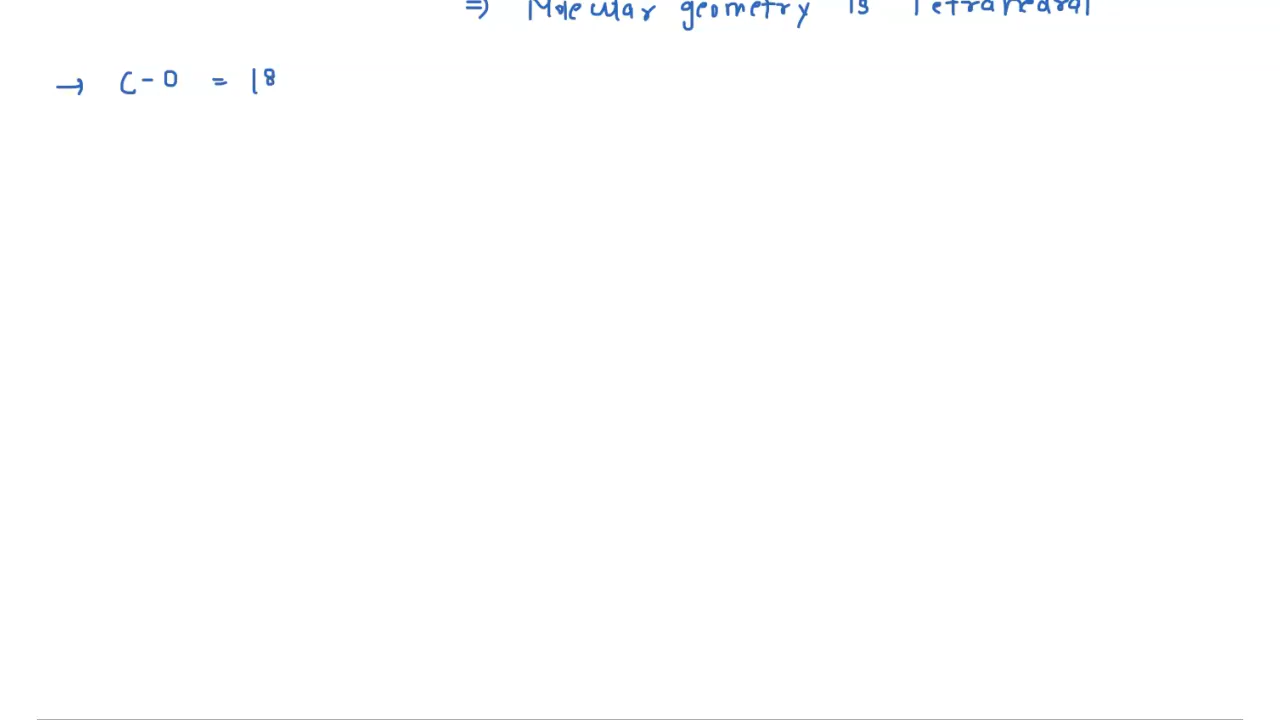 ⇒ Molecular geometry is Tetrahedral
→ C-O = 18